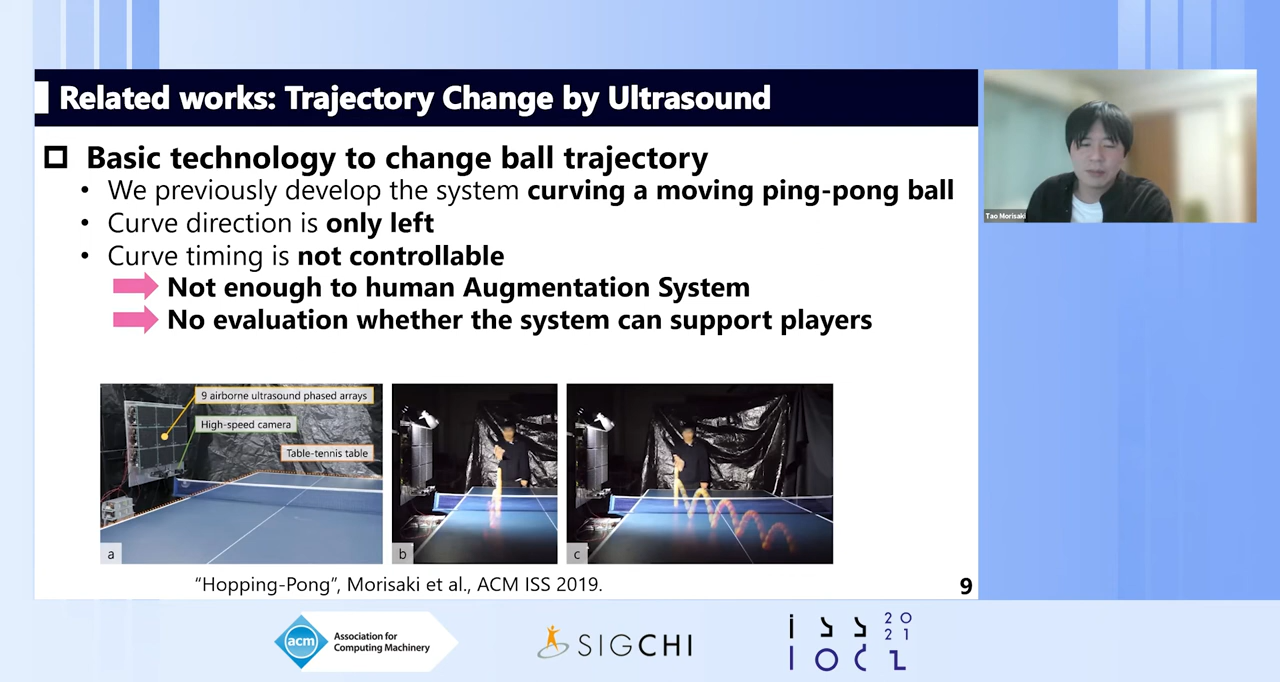 Related works: Trajectory Change by Ultrasound
Basic technology to change ball trajectory
• We previously develop the system curving a moving ping-pong ball
• Curve direction is only left
• Curve timing is not controllable
Not enough to human Augmentation System
No evaluation whether the system can support players
9 airborne ultrasound phased arrays
High-speed camera
Table-tennis table
a
b
c
“Hopping-Pong”, Morisaki et al., ACM ISS 2019.
9
Tao Morisaki
acm
Association for
Computing Machinery
SIGCHI
iss
2021